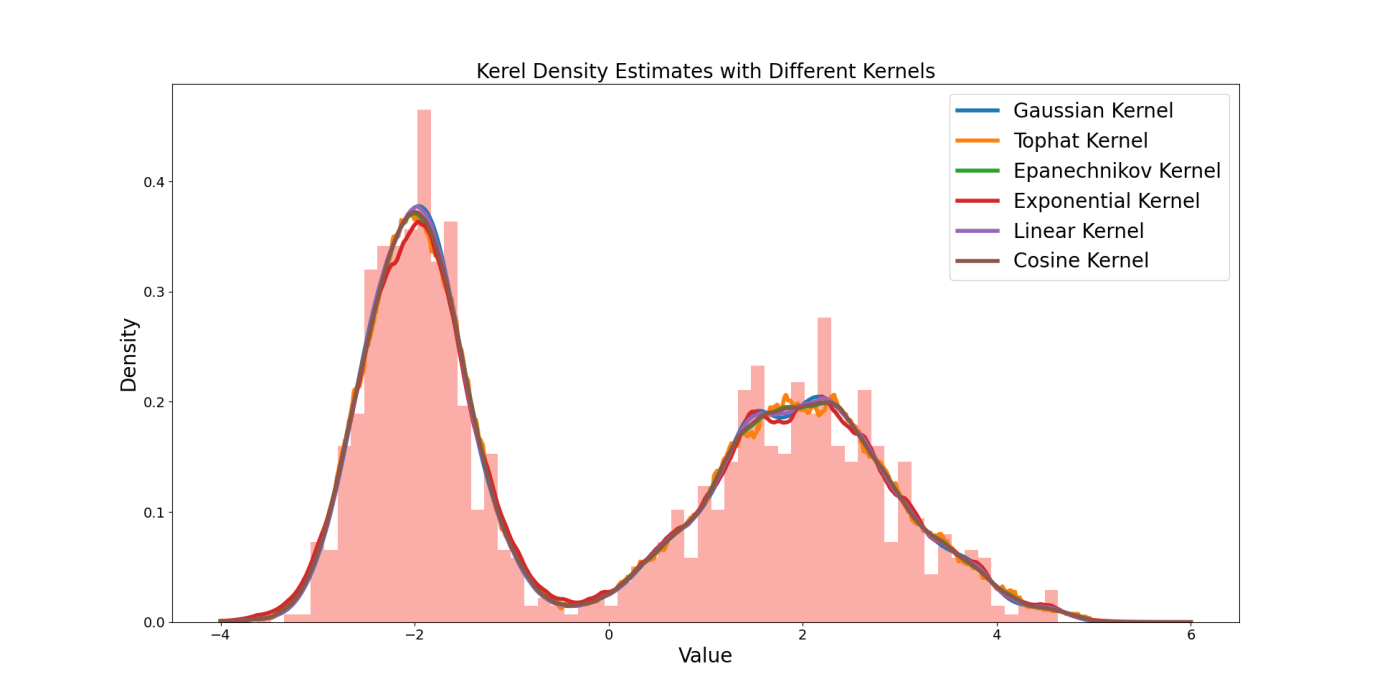 Kerel Density Estimates with Different Kernels
Gaussian Kernel
Tophat Kernel
Epanechnikov Kernel
Exponential Kernel
Linear Kernel
Cosine Kernel
Density
0.4
0.3
0.2
0.1
0.0
−4 −2 0 2 4 6
Value